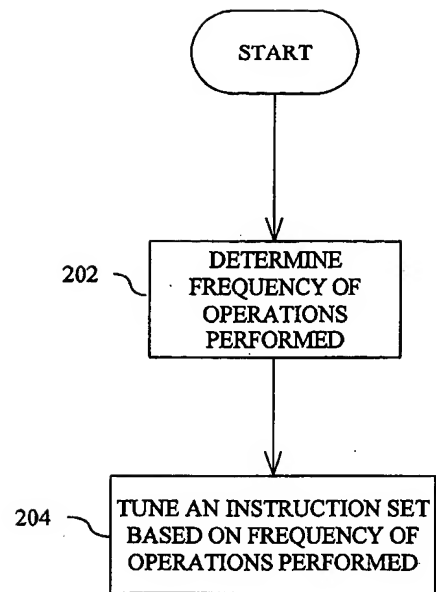 START
202
DETERMINE
FREQUENCY OF
OPERATIONS
PERFORMED
204
TUNE AN INSTRUCTION SET
BASED ON FREQUENCY OF
OPERATIONS PERFORMED